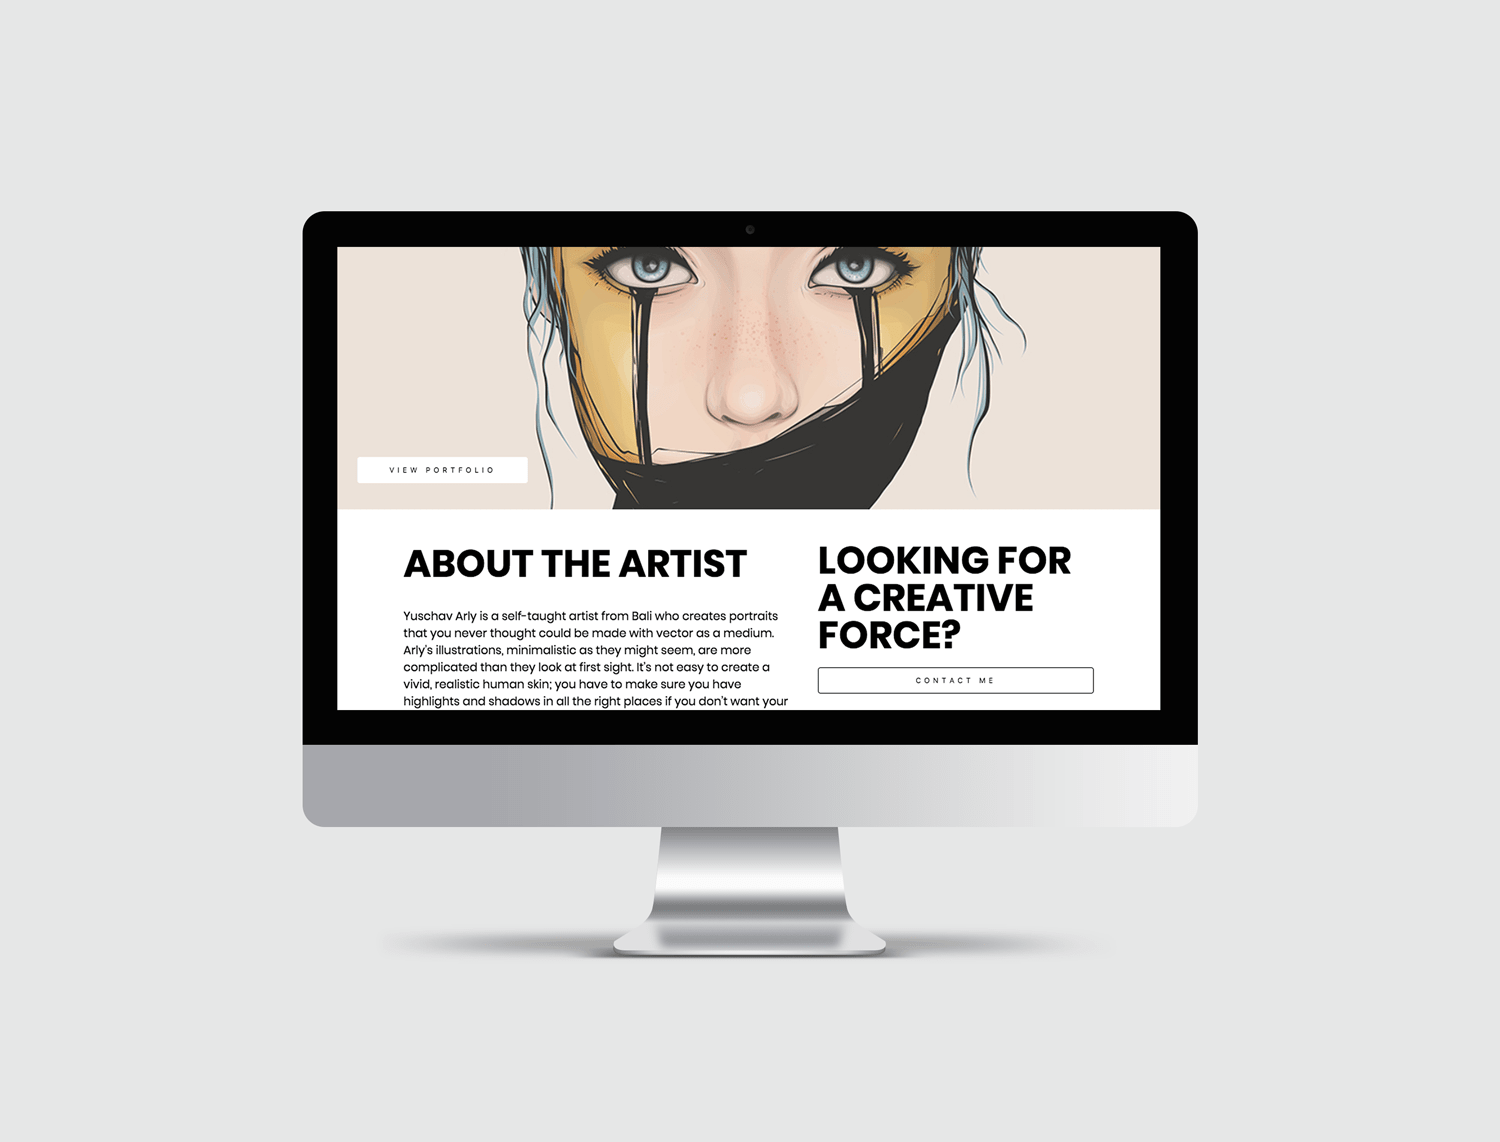 VIEW PORTFOLIO
ABOUT THE ARTIST
Yuschav Arly is a self-taught artist from Bali who creates portraits
that you never thought could be made with vector as a medium.
Arly's illustrations, minimalistic as they might seem, are more
complicated than they look at first sight. It's not easy to create a
vivid, realistic human skin; you have to make sure you have
highlights and shadows in all the right places if you don't want your
LOOKING FOR
A CREATIVE
FORCE?
CONTACT ME